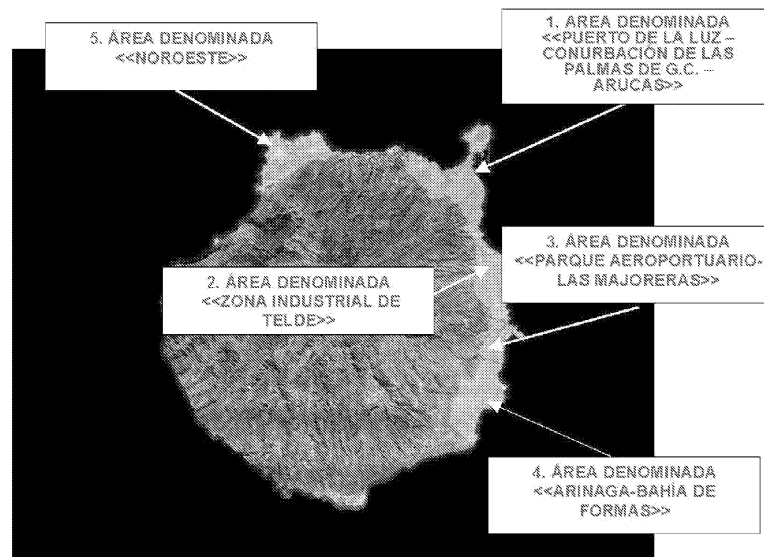 5. ÁREA DENOMINADA
<<NOROESTE>>
1. ÁREA DENOMINADA
<<PUERTO DE LA LUZ –
CONURBACIÓN DE LAS
PALMAS DE G.C. –
ARUCAS>>
3. ÁREA DENOMINADA
<<PARQUE AEROPORTUARIO-
LAS MAJORERAS>>
2. ÁREA DENOMINADA
<<ZONA INDUSTRIAL DE
TELDE>>
4. ÁREA DENOMINADA
<<ARINAGA-BAHÍA DE
FORMAS>>